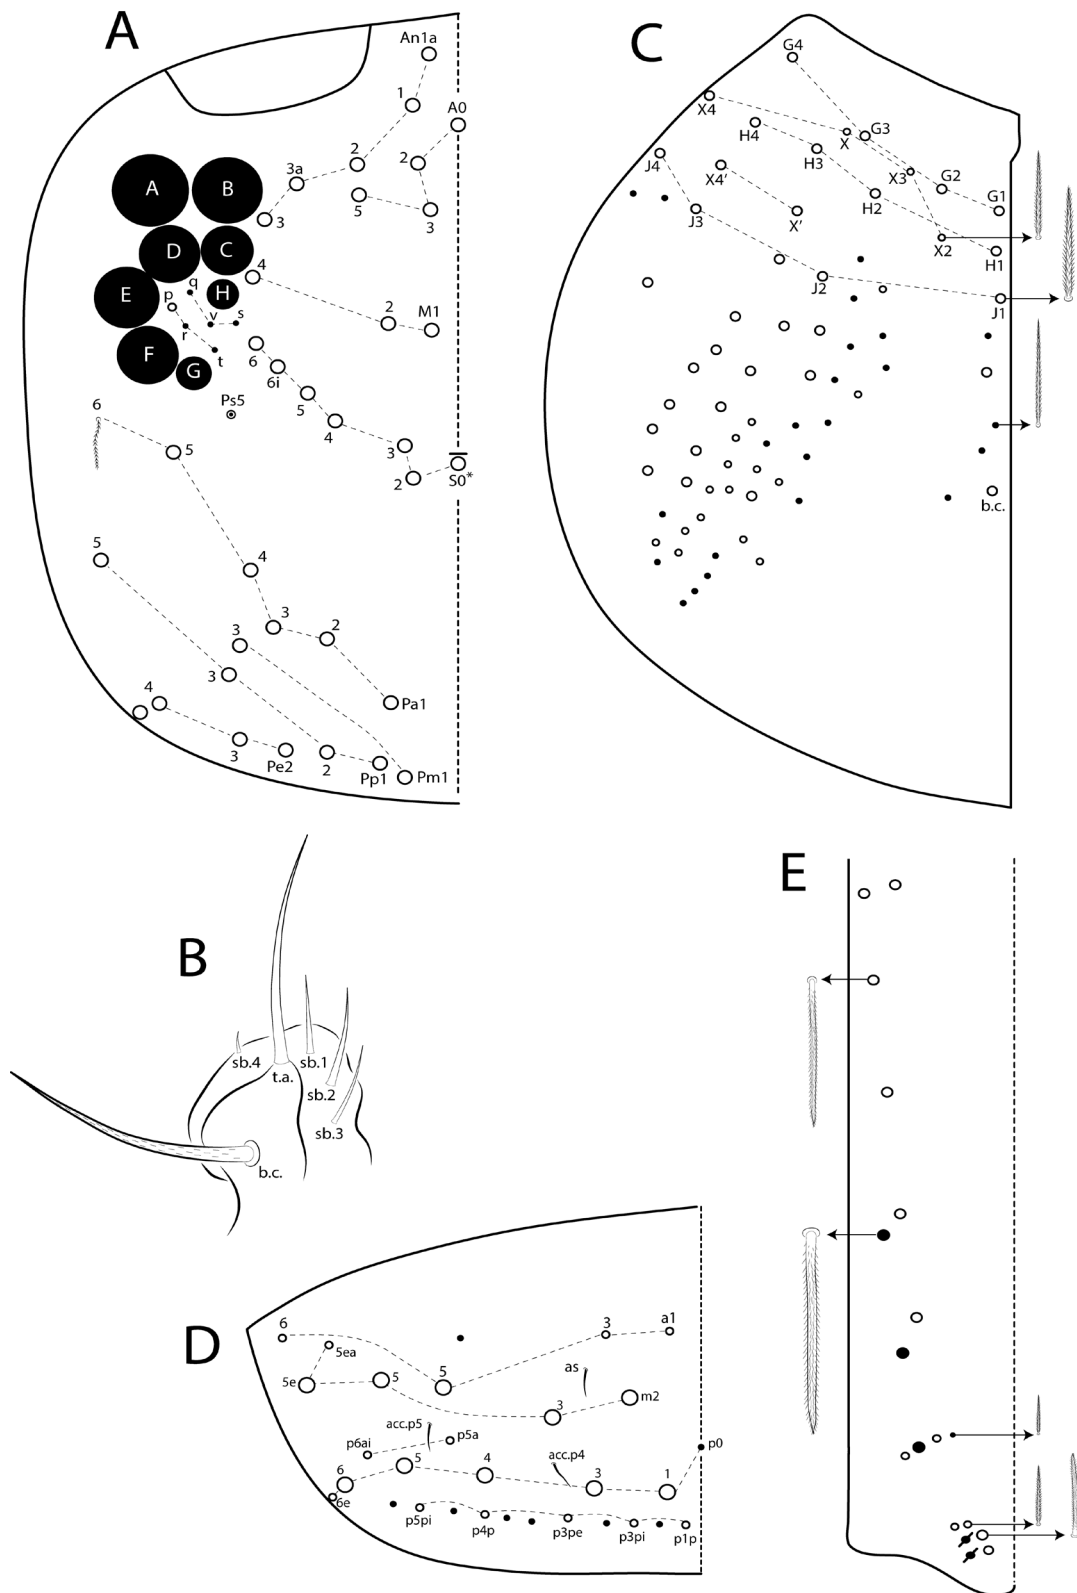 A
An1a
1
A0
2
2
3a
5
3
3
A
B
D
C
4
E
p
q
H
2
M1
r
v
s
F
G
t
6
6i
Ps5
5
4
6
5
3
2
S0*
5
4
3
3
2
3
Pa1
4
3
Pe2
2
Pp1
Pm1
C
G4
X4
H4
X
G3
J4
H3
X4'
X3
G2
J3
X'
H2
G1
X2
H1
J2
J1
b.c.
B
sb.4
t.a.
sb.1
sb.2
sb.3
b.c.
D
6
3
a1
5ea
5e
5
5
as
3
m2
acc.p5
p6ai
p5a
p0
6
5
4
acc.p4
3
1
6e
p5pi
p4p
p3pe
p3pi
p1p
E